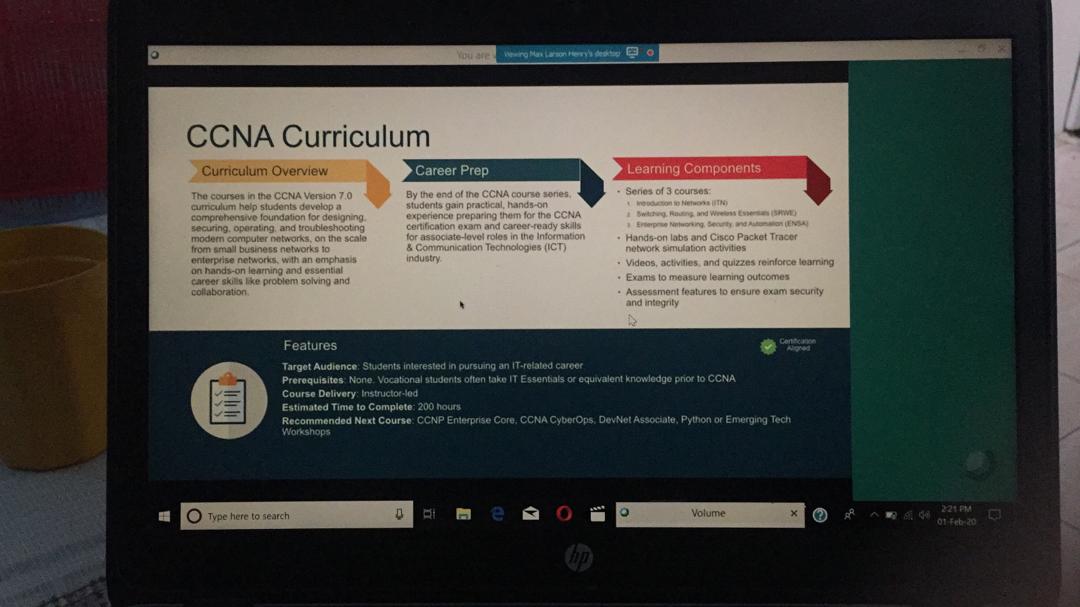 You are
Viewing Max Larson Henry's desktop
CCNA Curriculum
Curriculum Overview
The courses in the CCNA Version 7.0
curriculum help students develop a
comprehensive foundation for designing,
securing, operating, and troubleshooting
modern computer networks, on the scale
from small business networks to
enterprise networks, with an emphasis
on hands-on learning and essential
career skills like problem solving and
collaboration.
Career Prep
By the end of the CCNA course series,
students gain practical, hands-on
experience preparing them for the CCNA
certification exam and career-ready skills
for associate-level roles in the Information
& Communication Technologies (ICT)
industry.
Learning Components
• Series of 3 courses:
1. Introduction to Networks (ITN)
2. Switching, Routing, and Wireless Essentials (SRWE)
3. Enterprise Networking, Security, and Automation (ENSA)
• Hands-on labs and Cisco Packet Tracer
network simulation activities
• Videos, activities, and quizzes reinforce learning
• Exams to measure learning outcomes
• Assessment features to ensure exam security
and integrity
Features
Certification
Aligned
Target Audience: Students interested in pursuing an IT-related career
Prerequisites: None. Vocational students often take IT Essentials or equivalent knowledge prior to CCNA
Course Delivery: Instructor-led
Estimated Time to Complete: 200 hours
Recommended Next Course: CCNP Enterprise Core, CCNA CyberOps, DevNet Associate, Python or Emerging Tech
Workshops
Type here to search
Volume
2:21 PM
01-Feb-20
hp